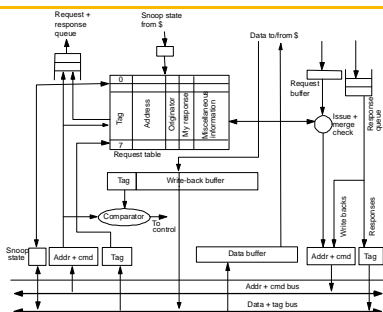 Request +
response
queue
Snoop state
from $
Data to/from $
0
Tag
Address
Originator
My response
Miscellaneous
information
7
Request table
Request
buffer
Issue +
merge
check
Response
queue
Tag
Write-back buffer
Comparator
To
control
Write backs
Responses
Snoop
state
Addr + cmd
Tag
Data buffer
Addr + cmd
Tag
Addr + cmd bus
Data + tag bus